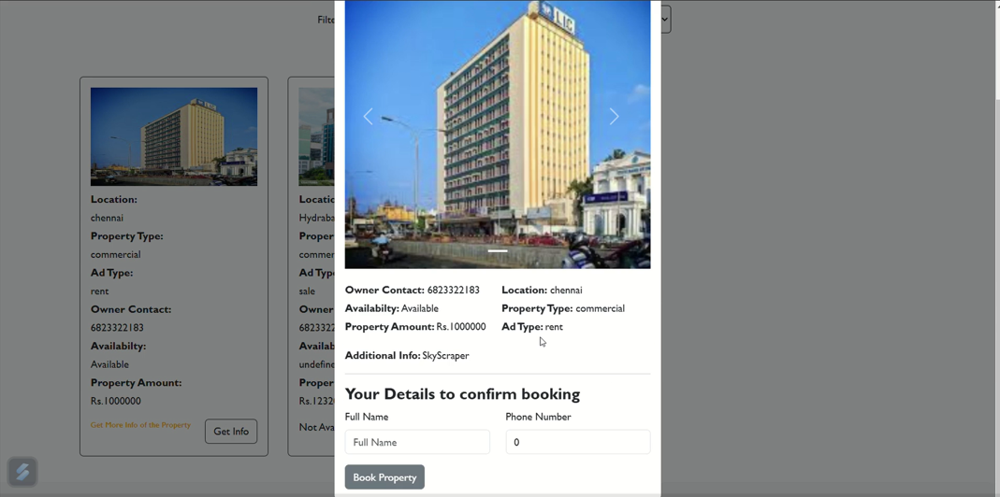 Filte
LIC
Location:
chennai
Property Type:
commercial
Ad Type:
rent
Owner Contact:
6823322183
Availbilty:
Available
Property Amount:
Rs.1000000
Get More Info of the Property
Get Info
Locatic
Hydraba
Proper
commer
Ad Typ
sale
Owner
682332
Availab
undefine
Proper
Rs.1232
Not Ava
Owner Contact: 6823322183
Location: chennai
Availbilty: Available
Property Type: commercial
Property Amount: Rs.1000000
Ad Type: rent
Additional Info: SkyScraper
Your Details to confirm booking
Full Name
Phone Number
Full Name
0
Book Property